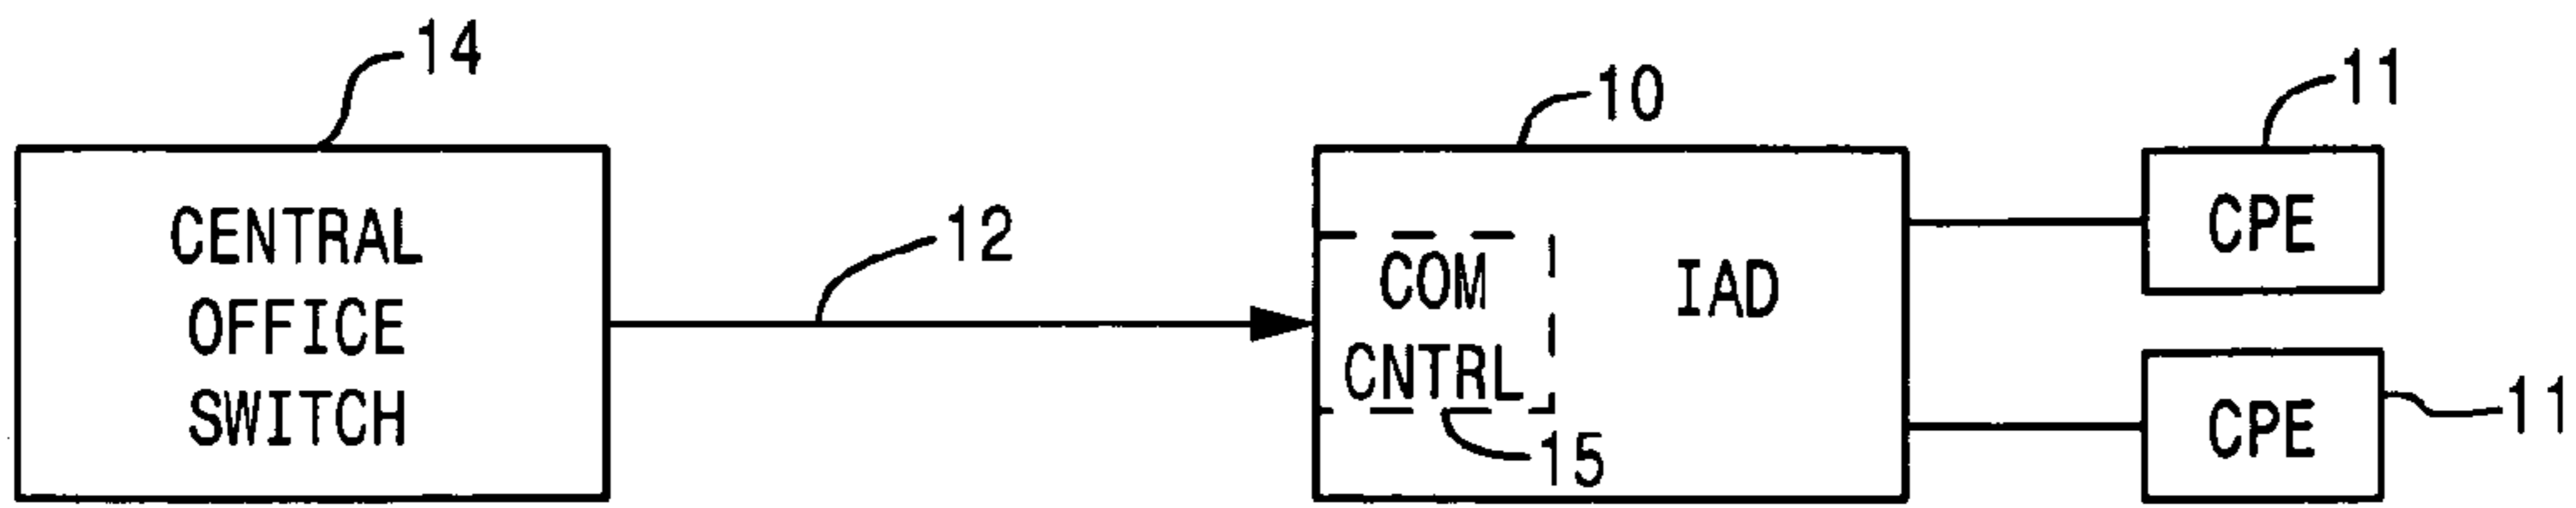 14
CENTRAL
OFFICE
SWITCH
12
10
COM
CNTRL
15
IAD
11
CPE
CPE
11